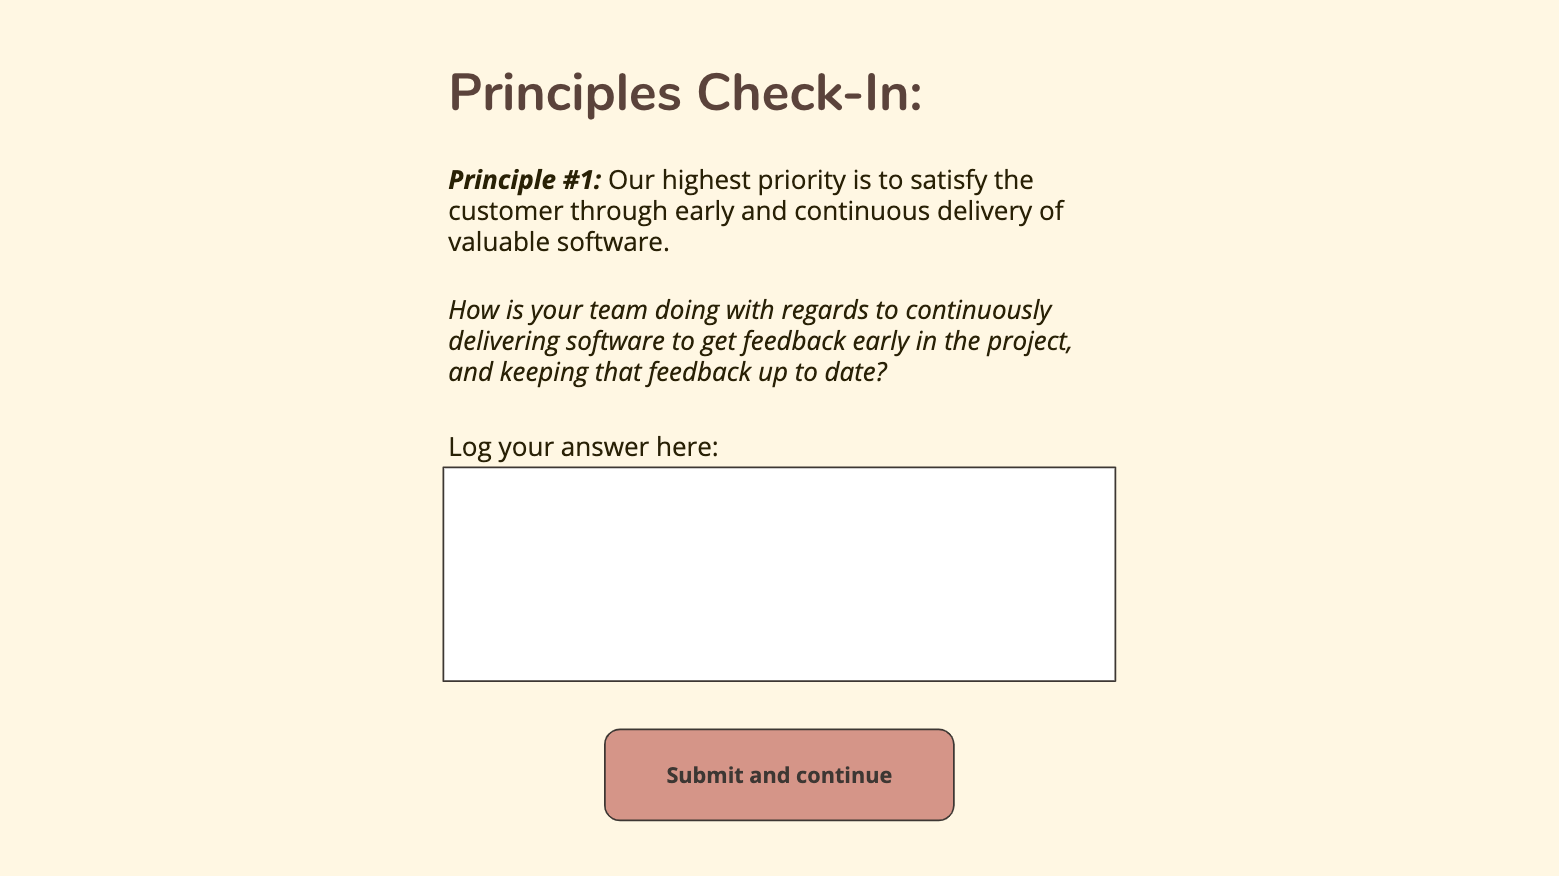 Principles Check-In:
Principle #1: Our highest priority is to satisfy the
customer through early and continuous delivery of
valuable software.
How is your team doing with regards to continuously
delivering software to get feedback early in the project,
and keeping that feedback up to date?
Log your answer here:
Submit and continue